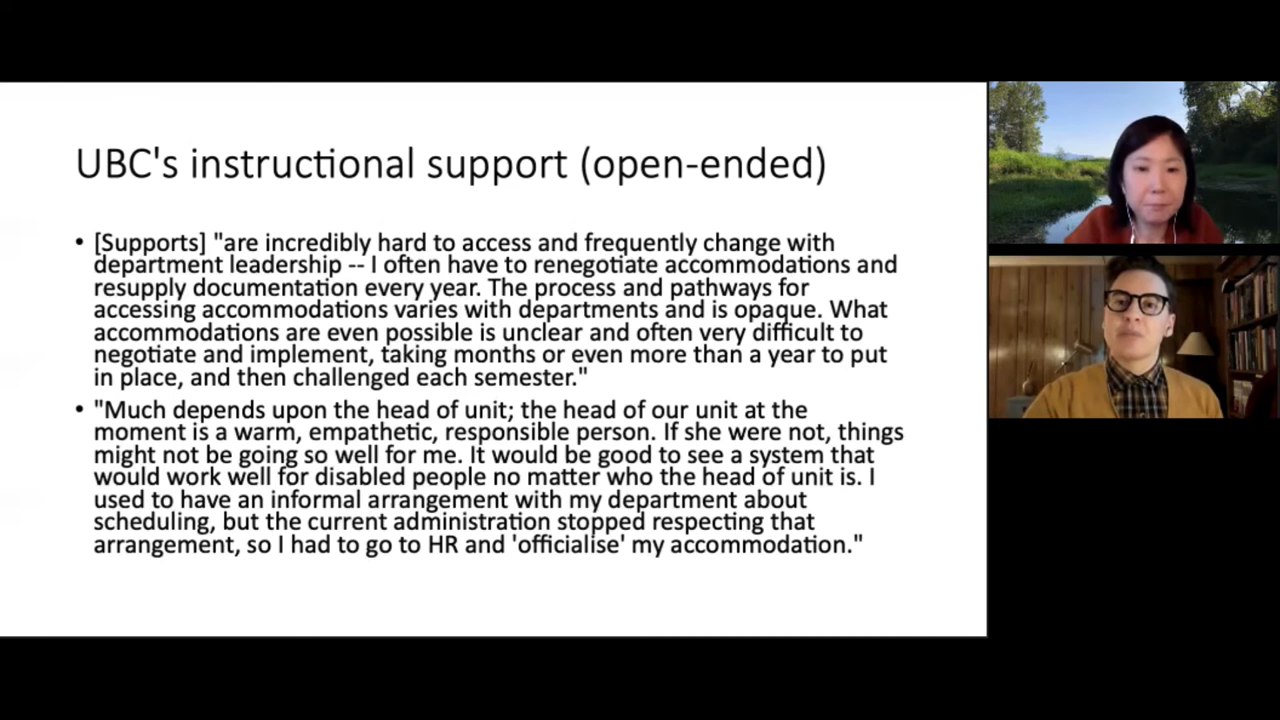 UBC's instructional support (open-ended)
• [Supports] "are incredibly hard to access and frequently change with
department leadership -- I often have to renegotiate accommodations and
resupply documentation every year. The process and pathways for
accessing accommodations varies with departments and is opaque. What
accommodations are even possible is unclear and often very difficult to
negotiate and implement, taking months or even more than a year to put
in place, and then challenged each semester."
• "Much depends upon the head of unit; the head of our unit at the
moment is a warm, empathetic, responsible person. If she were not, things
might not be going so well for me. It would be good to see a system that
would work well for disabled people no matter who the head of unit is. I
used to have an informal arrangement with my department about
scheduling, but the current administration stopped respecting that
arrangement, so I had to go to HR and 'officialise' my accommodation."